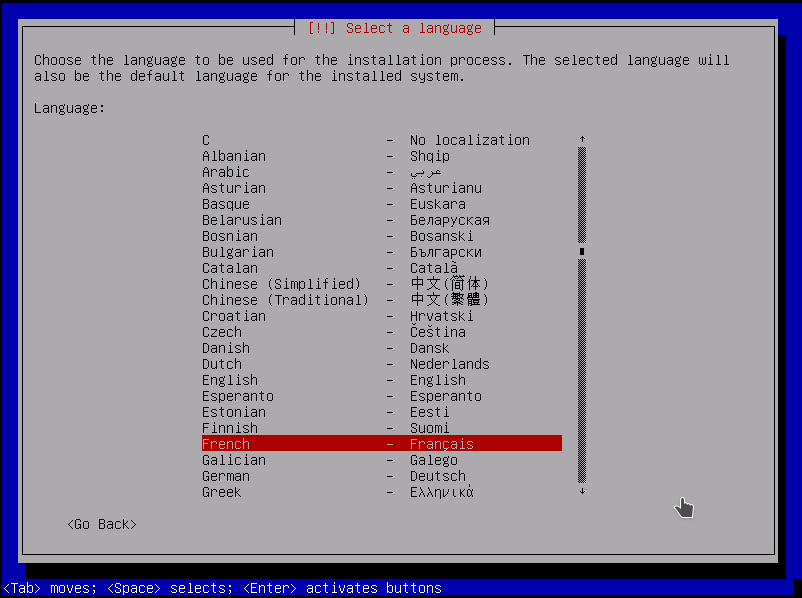 [!!] Select a language
Choose the language to be used for the installation process. The selected language will
also be the default language for the installed system.
Language:
C - No localization
Albanian - Shqip
Arabic - عربي
Asturian - Asturianu
Basque - Euskara
Belarusian - Беларуская
Bosnian - Bosanski
Bulgarian - Български
Catalan - Català
Chinese (Simplified) - 中文(简体)
Chinese (Traditional) - 中文(繁體)
Croatian - Hrvatski
Czech - Čeština
Danish - Dansk
Dutch - Nederlands
English - English
Esperanto - Esperanto
Estonian - Eesti
Finnish - Suomi
French - Français
Galician - Galego
German - Deutsch
Greek - Ελληνικά
<Go Back>
<Tab> moves; <Space> selects; <Enter> activates buttons